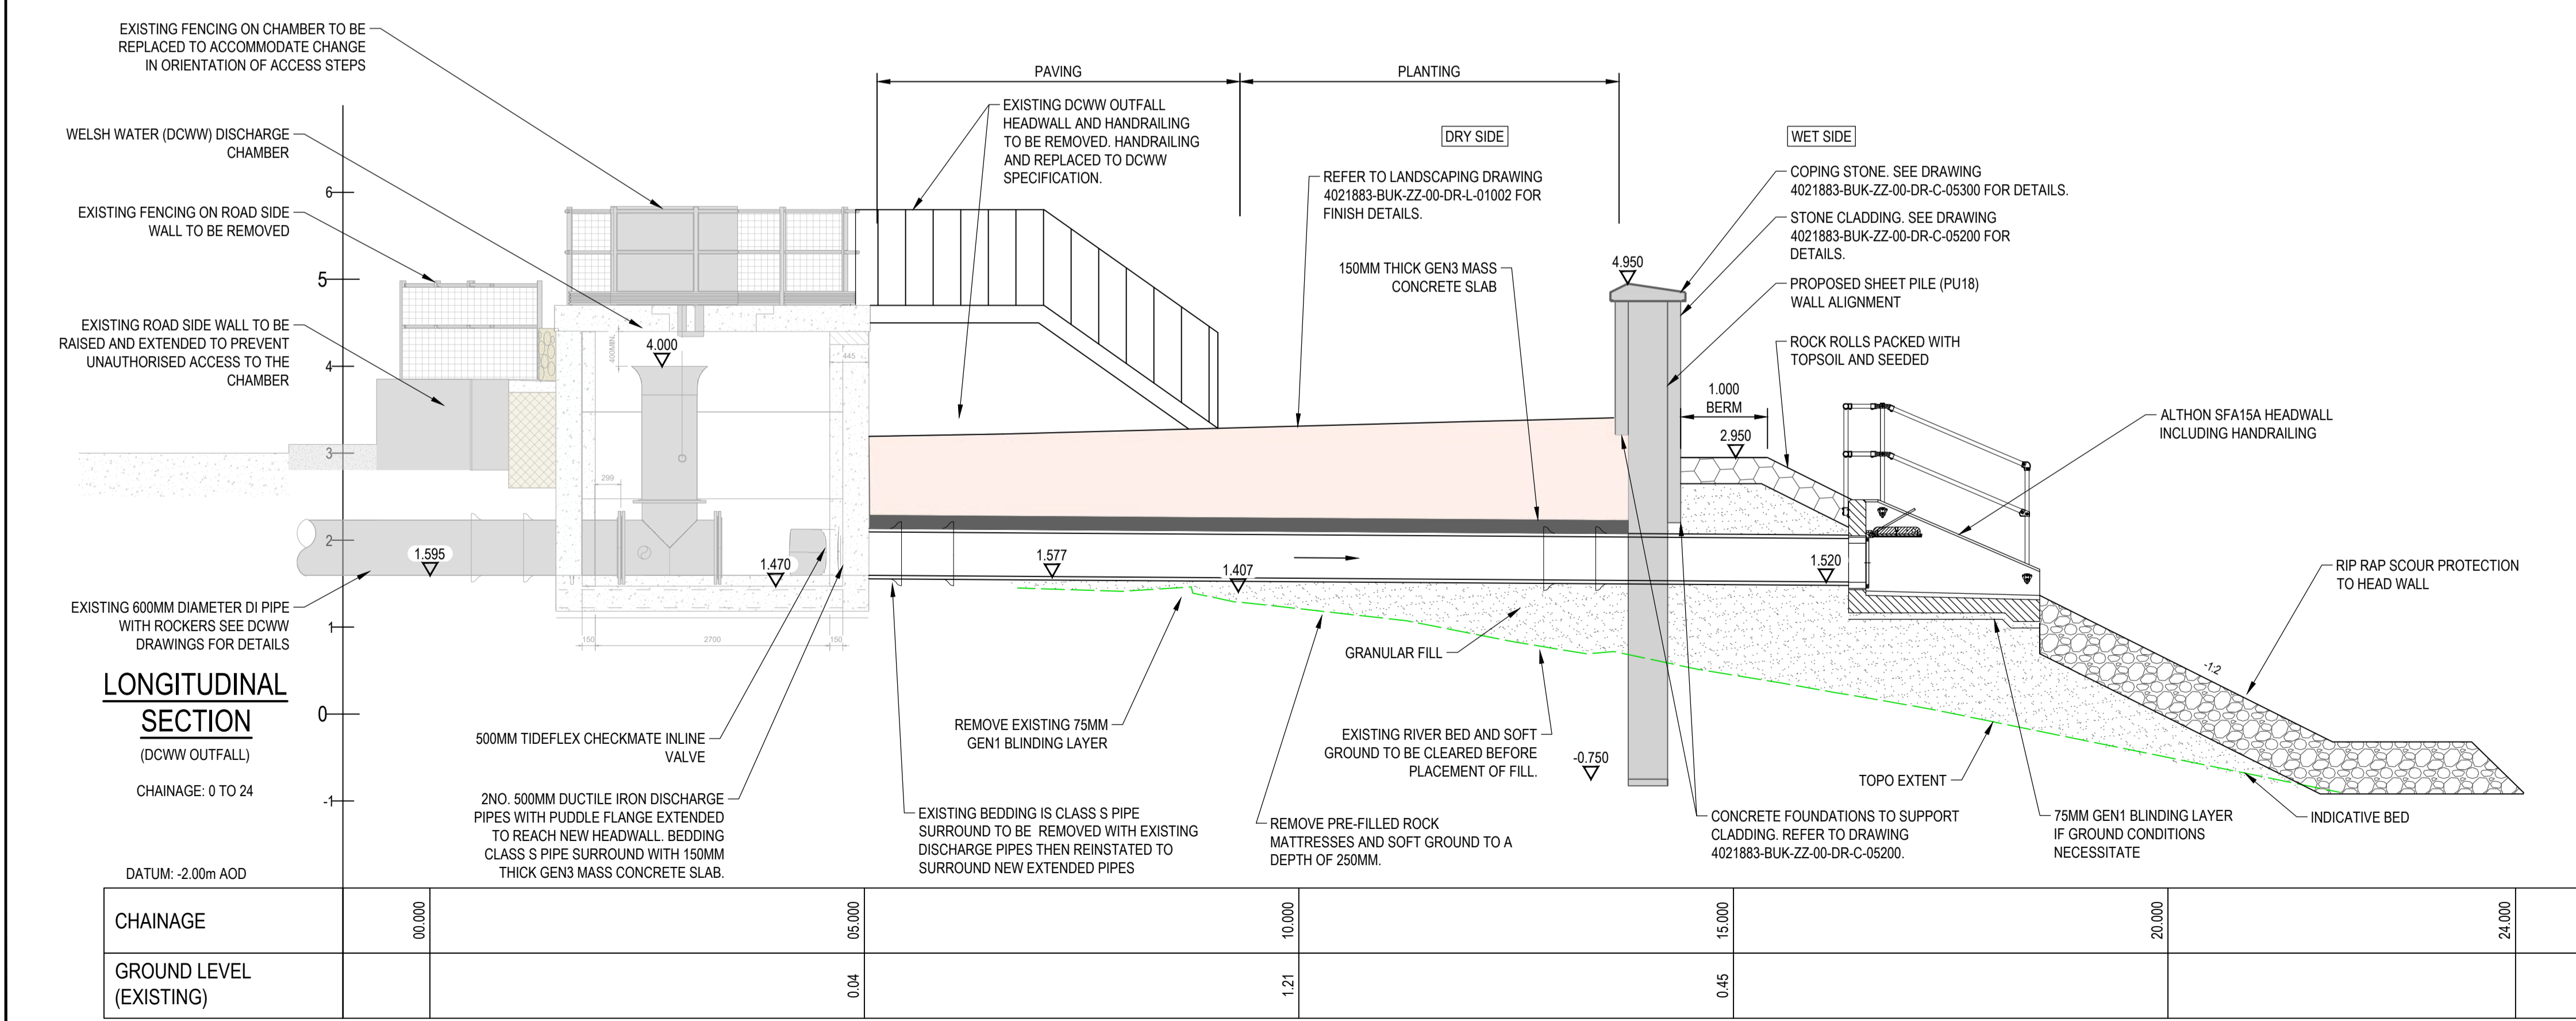 EXISTING FENCING ON CHAMBER TO BE
REPLACED TO ACCOMMODATE CHANGE
IN ORIENTATION OF ACCESS STEPS
WELSH WATER (DCWW) DISCHARGE
CHAMBER
EXISTING FENCING ON ROAD SIDE
WALL TO BE REMOVED
EXISTING ROAD SIDE WALL TO BE
RAISED AND EXTENDED TO PREVENT
UNAUTHORISED ACCESS TO THE
CHAMBER
EXISTING 600MM DIAMETER DI PIPE
WITH ROCKERS SEE DCWW
DRAWINGS FOR DETAILS
6
5
4
3
2
1
0
-1
PAVING
PLANTING
EXISTING DCWW OUTFALL
HEADWALL AND HANDRAILING
TO BE REMOVED. HANDRAILING
AND REPLACED TO DCWW
SPECIFICATION.
DRY SIDE
WET SIDE
REFER TO LANDSCAPING DRAWING
4021883-BUK-ZZ-00-DR-L-01002 FOR
FINISH DETAILS.
150MM THICK GEN3 MASS
CONCRETE SLAB
COPING STONE. SEE DRAWING
4021883-BUK-ZZ-00-DR-C-05300 FOR DETAILS.
STONE CLADDING. SEE DRAWING
4021883-BUK-ZZ-00-DR-C-05200 FOR
DETAILS.
PROPOSED SHEET PILE (PU18)
WALL ALIGNMENT
ROCK ROLLS PACKED WITH
TOPSOIL AND SEEDED
ALTHON SFA15A HEADWALL
INCLUDING HANDRAILING
RIP RAP SCOUR PROTECTION
TO HEAD WALL
4.950
1.000
BERM
2.950
400MIN.
4.000
445
299
1.595
1.470
1.577
1.407
1.520
150
2700
150
-1:2
GRANULAR FILL
-0.750
LONGITUDINAL
SECTION
(DCWW OUTFALL)
CHAINAGE: 0 TO 24
500MM TIDEFLEX CHECKMATE INLINE
VALVE
2NO. 500MM DUCTILE IRON DISCHARGE
PIPES WITH PUDDLE FLANGE EXTENDED
TO REACH NEW HEADWALL. BEDDING
CLASS S PIPE SURROUND WITH 150MM
THICK GEN3 MASS CONCRETE SLAB.
REMOVE EXISTING 75MM
GEN1 BLINDING LAYER
EXISTING BEDDING IS CLASS S PIPE
SURROUND TO BE REMOVED WITH EXISTING
DISCHARGE PIPES THEN REINSTATED TO
SURROUND NEW EXTENDED PIPES
REMOVE PRE-FILLED ROCK
MATTRESSES AND SOFT GROUND TO A
DEPTH OF 250MM.
EXISTING RIVER BED AND SOFT
GROUND TO BE CLEARED BEFORE
PLACEMENT OF FILL.
CONCRETE FOUNDATIONS TO SUPPORT
CLADDING. REFER TO DRAWING
4021883-BUK-ZZ-00-DR-C-05200.
TOPO EXTENT
75MM GEN1 BLINDING LAYER
IF GROUND CONDITIONS
NECESSITATE
INDICATIVE BED
DATUM: -2.00m AOD
CHAINAGE
00.000
05.000
10.000
15.000
20.000
24.000
GROUND LEVEL
(EXISTING)
0.04
1.21
0.45